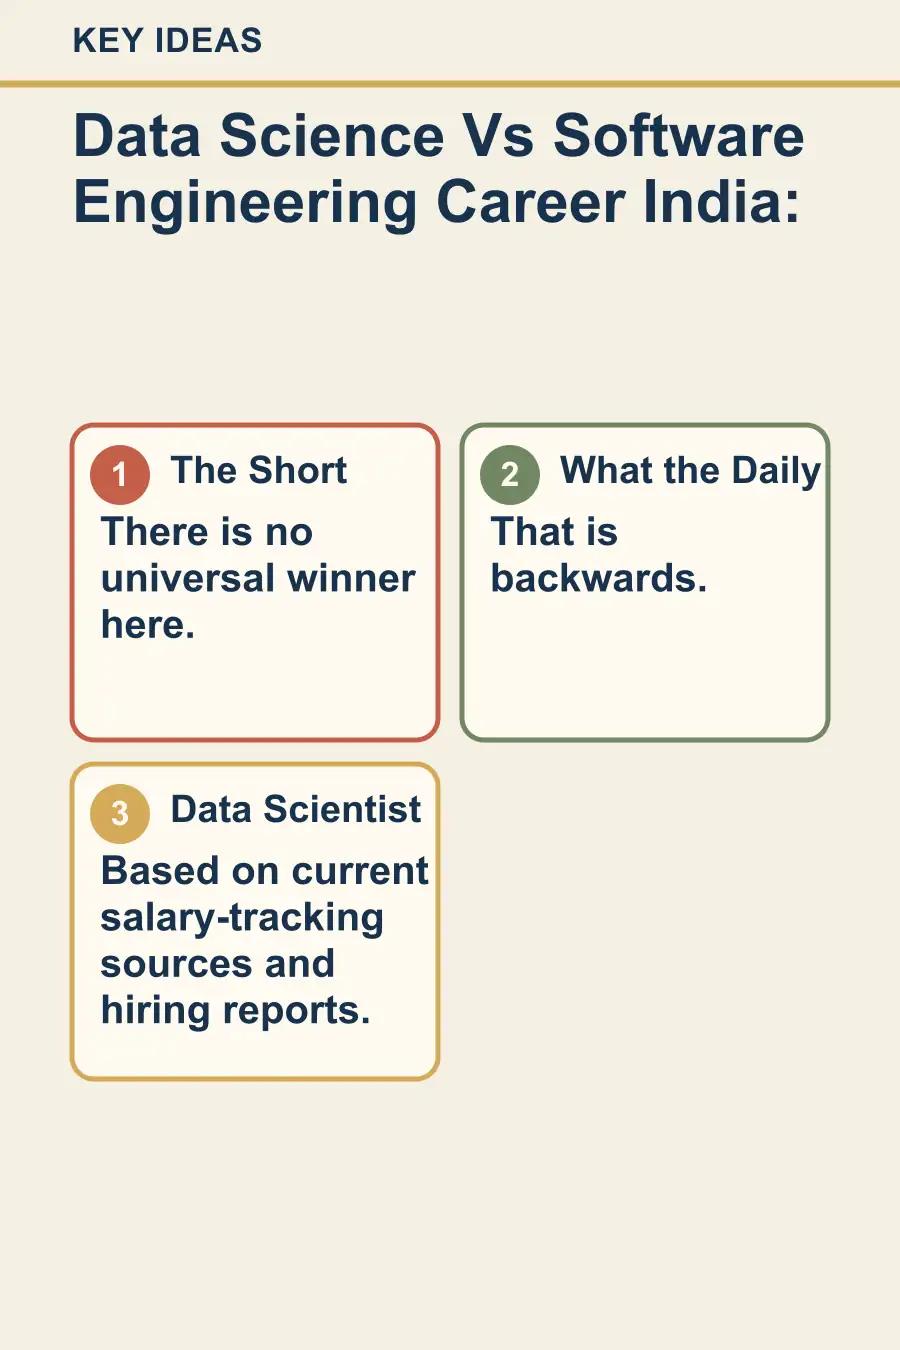 KEY IDEAS
Data Science Vs Software
Engineering Career India:
1 The Short
There is no
universal winner
here.
2 What the Daily
That is
backwards.
3 Data Scientist
Based on current
salary-tracking
sources and
hiring reports.